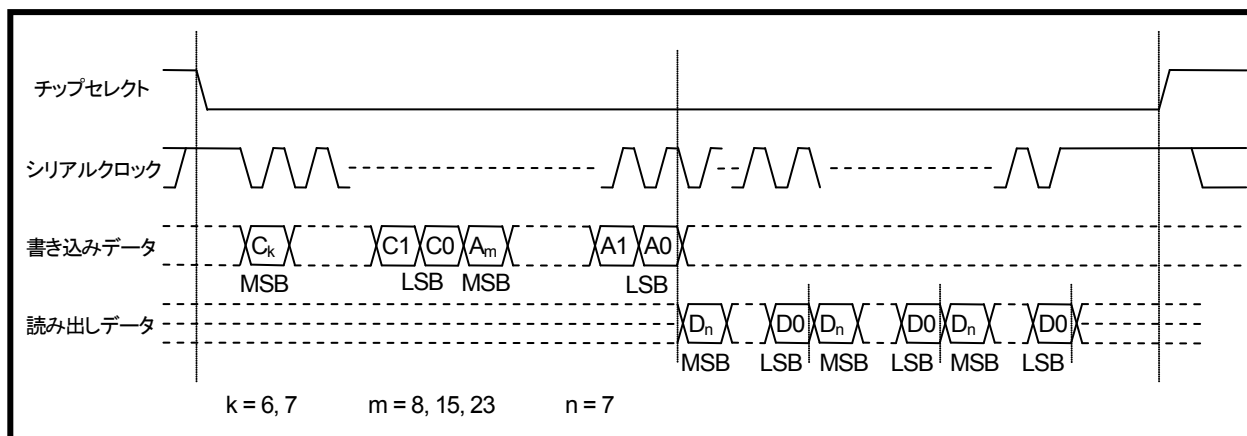 チップセレクト
シリアルクロック
書き込みデータ Ck C1 C0 Am A1 A0
MSB LSB MSB LSB
読み出しデータ Dn D0 Dn D0 Dn D0
MSB LSB MSB LSB MSB LSB
k = 6, 7 m = 8, 15, 23 n = 7